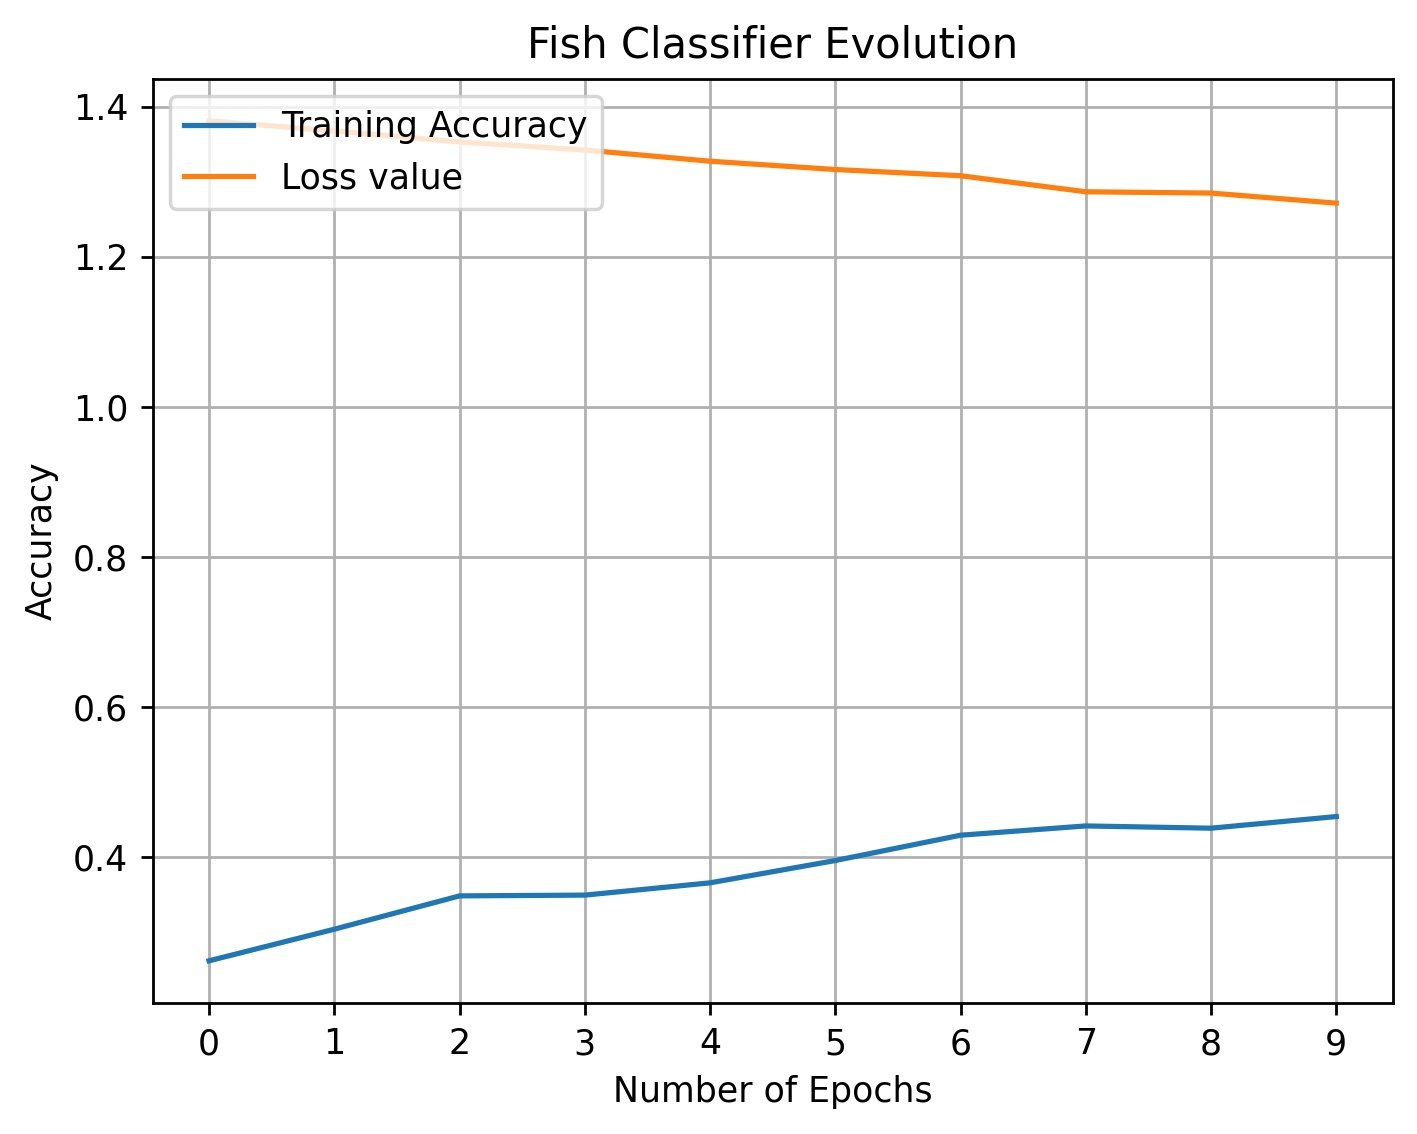 Fish Classifier Evolution
Training Accuracy
Loss value
1.4
1.2
1.0
0.8
0.6
0.4
Accuracy
0 1 2 3 4 5 6 7 8 9
Number of Epochs